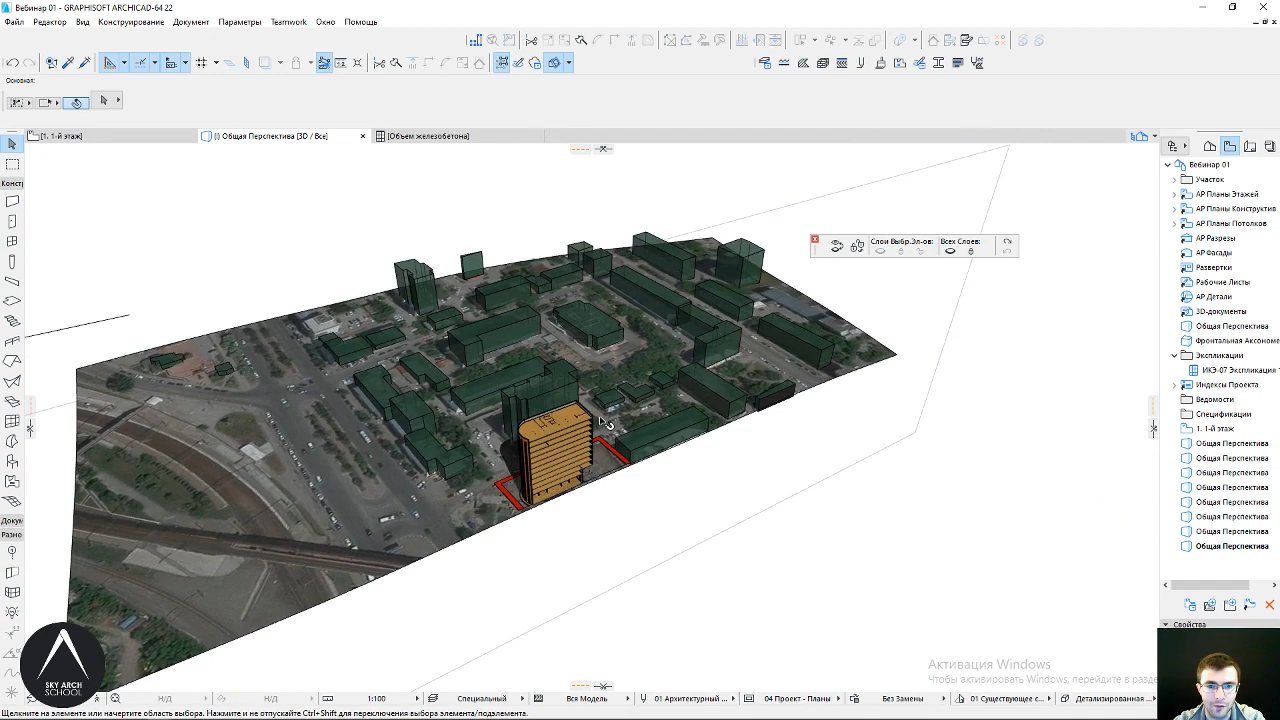 Вебинар 01 - GRAPHISOFT ARCHICAD-64 22
Файл Редактор Вид Конструирование Документ Параметры Teamwork Окно Помощь
Основная:
[1. 1-й этаж]
(!) Общая Перспектива [3D / Все]
[Объем железобетона]
Констр
Слои Выбр.Эл-ов:
Всех Слоев:
Вебинар 01
Участок
АР Планы Этажей
АР Планы Конструктив
АР Планы Потолков
АР Разрезы
АР Фасады
Развертки
Рабочие Листы
АР Детали
3D-документы
Общая Перспектива
Фронтальная Аксоном
Экспликации
ИКЭ-07 Экспликация
Индексы Проекта
Ведомости
Спецификации
1. 1-й этаж
Общая Перспектива
Общая Перспектива
Общая Перспектива
Общая Перспектива
Общая Перспектива
Общая Перспектива
Общая Перспектива
Общая Перспектива
Докум
Разно
Свойства
SKY ARCH
SCHOOL
Активация Windows
Чтобы активировать Windows, перейдите в разде
Н/Д
Н/Д
1:100
Специальный
Вся Модель
01 Архитектурный ...
04 Проект - Планы
Без Замены
01 Существующее с...
Детализированная ...
Щелкните на элементе или начертите область выбора. Нажмите и отпускайте Ctrl+Shift для переключения выбора элемента/подэлемента.